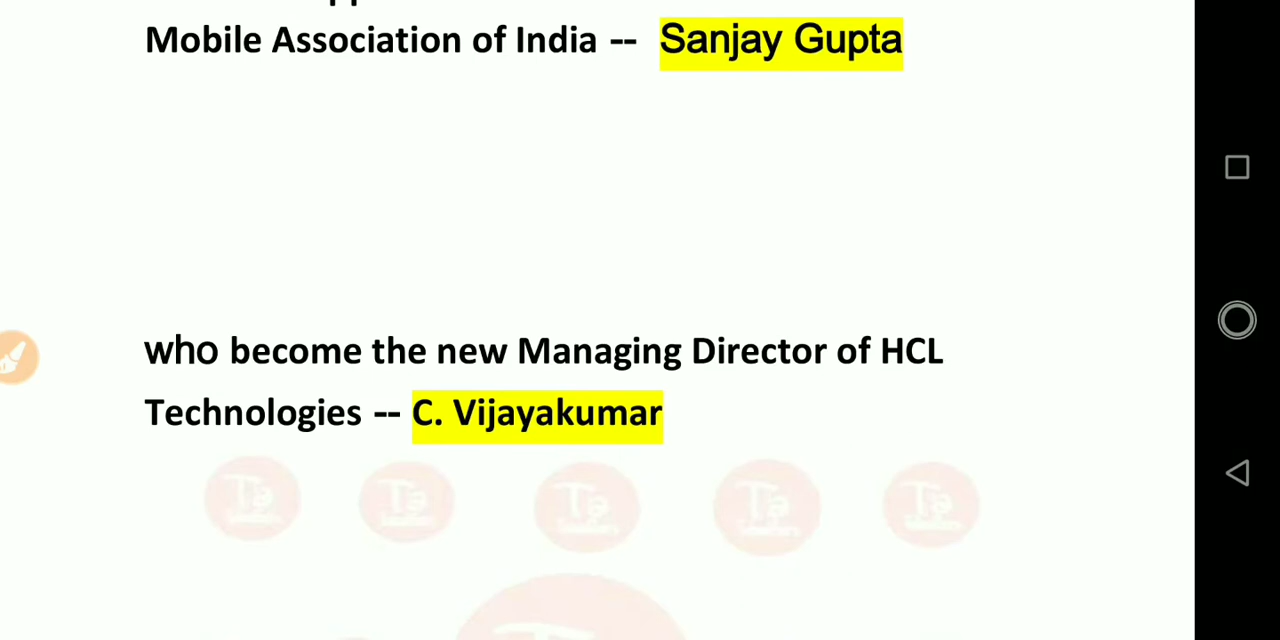 Mobile Association of India -- Sanjay Gupta
who become the new Managing Director of HCL
Technologies -- C. Vijayakumar